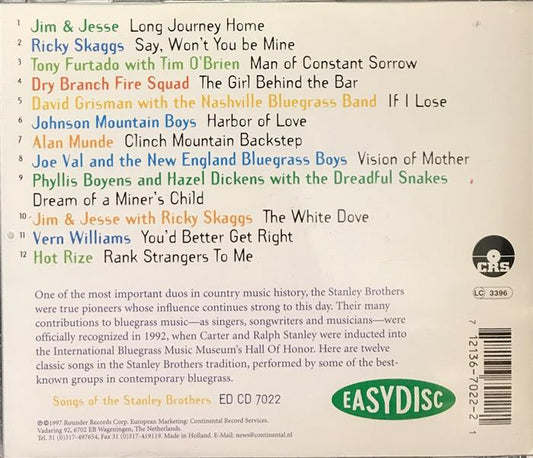 1 Jim & Jesse Long Journey Home
2 Ricky Skaggs Say, Won't You be Mine
3 Tony Furtado with Tim O'Brien Man of Constant Sorrow
4 Dry Branch Fire Squad The Girl Behind the Bar
5 David Grisman with the Nashville Bluegrass Band If I Lose
6 Johnson Mountain Boys Harbor of Love
7 Alan Munde Clinch Mountain Backstep
8 Joe Val and the New England Bluegrass Boys Vision of Mother
9 Phyllis Boyens and Hazel Dickens with the Dreadful Snakes
Dream of a Miner's Child
10 Jim & Jesse with Ricky Skaggs The White Dove
11 Vern Williams You'd Better Get Right
12 Hot Rize Rank Strangers To Me
CRS
LC 3396
One of the most important duos in country music history, the Stanley Brothers
were true pioneers whose influence continues strong to this day. Their many
contributions to bluegrass music—as singers, songwriters and musicians—were
officially recognized in 1992, when Carter and Ralph Stanley were inducted into
the International Bluegrass Music Museum's Hall Of Honor. Here are twelve
classic songs in the Stanley Brothers tradition, performed by some of the best-
known groups in contemporary bluegrass.
7 12136-7022-2 1
Songs of the Stanley Brothers ED CD 7022
EASYDISC
℗©1997 Rounder Records Corp. European Marketing: Continental Record Services.
Vadaring 92, 6702 EB Wageningen, The Netherlands.
Tel. 31 (0)317-497654, Fax 31 (0)317-419119. Made in Holland. E-Mail: news@continental.nl